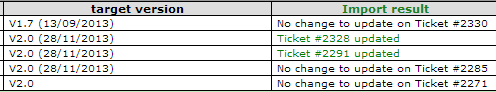 target version Import result
V1.7 (13/09/2013) No change to update on Ticket #2330
V2.0 (28/11/2013) Ticket #2328 updated
V2.0 (28/11/2013) Ticket #2291 updated
V2.0 (28/11/2013) No change to update on Ticket #2285
V2.0 No change to update on Ticket #2271